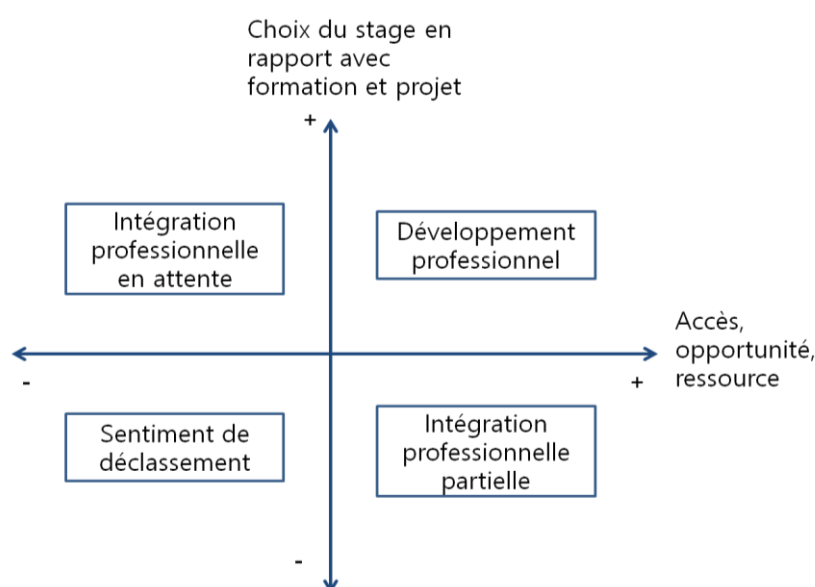 Choix du stage en
rapport avec
formation et projet
+
Intégration
professionnelle
en attente
Développement
professionnel
Accès,
opportunité,
ressource
-
+
Sentiment de
déclassement
Intégration
professionnelle
partielle
-